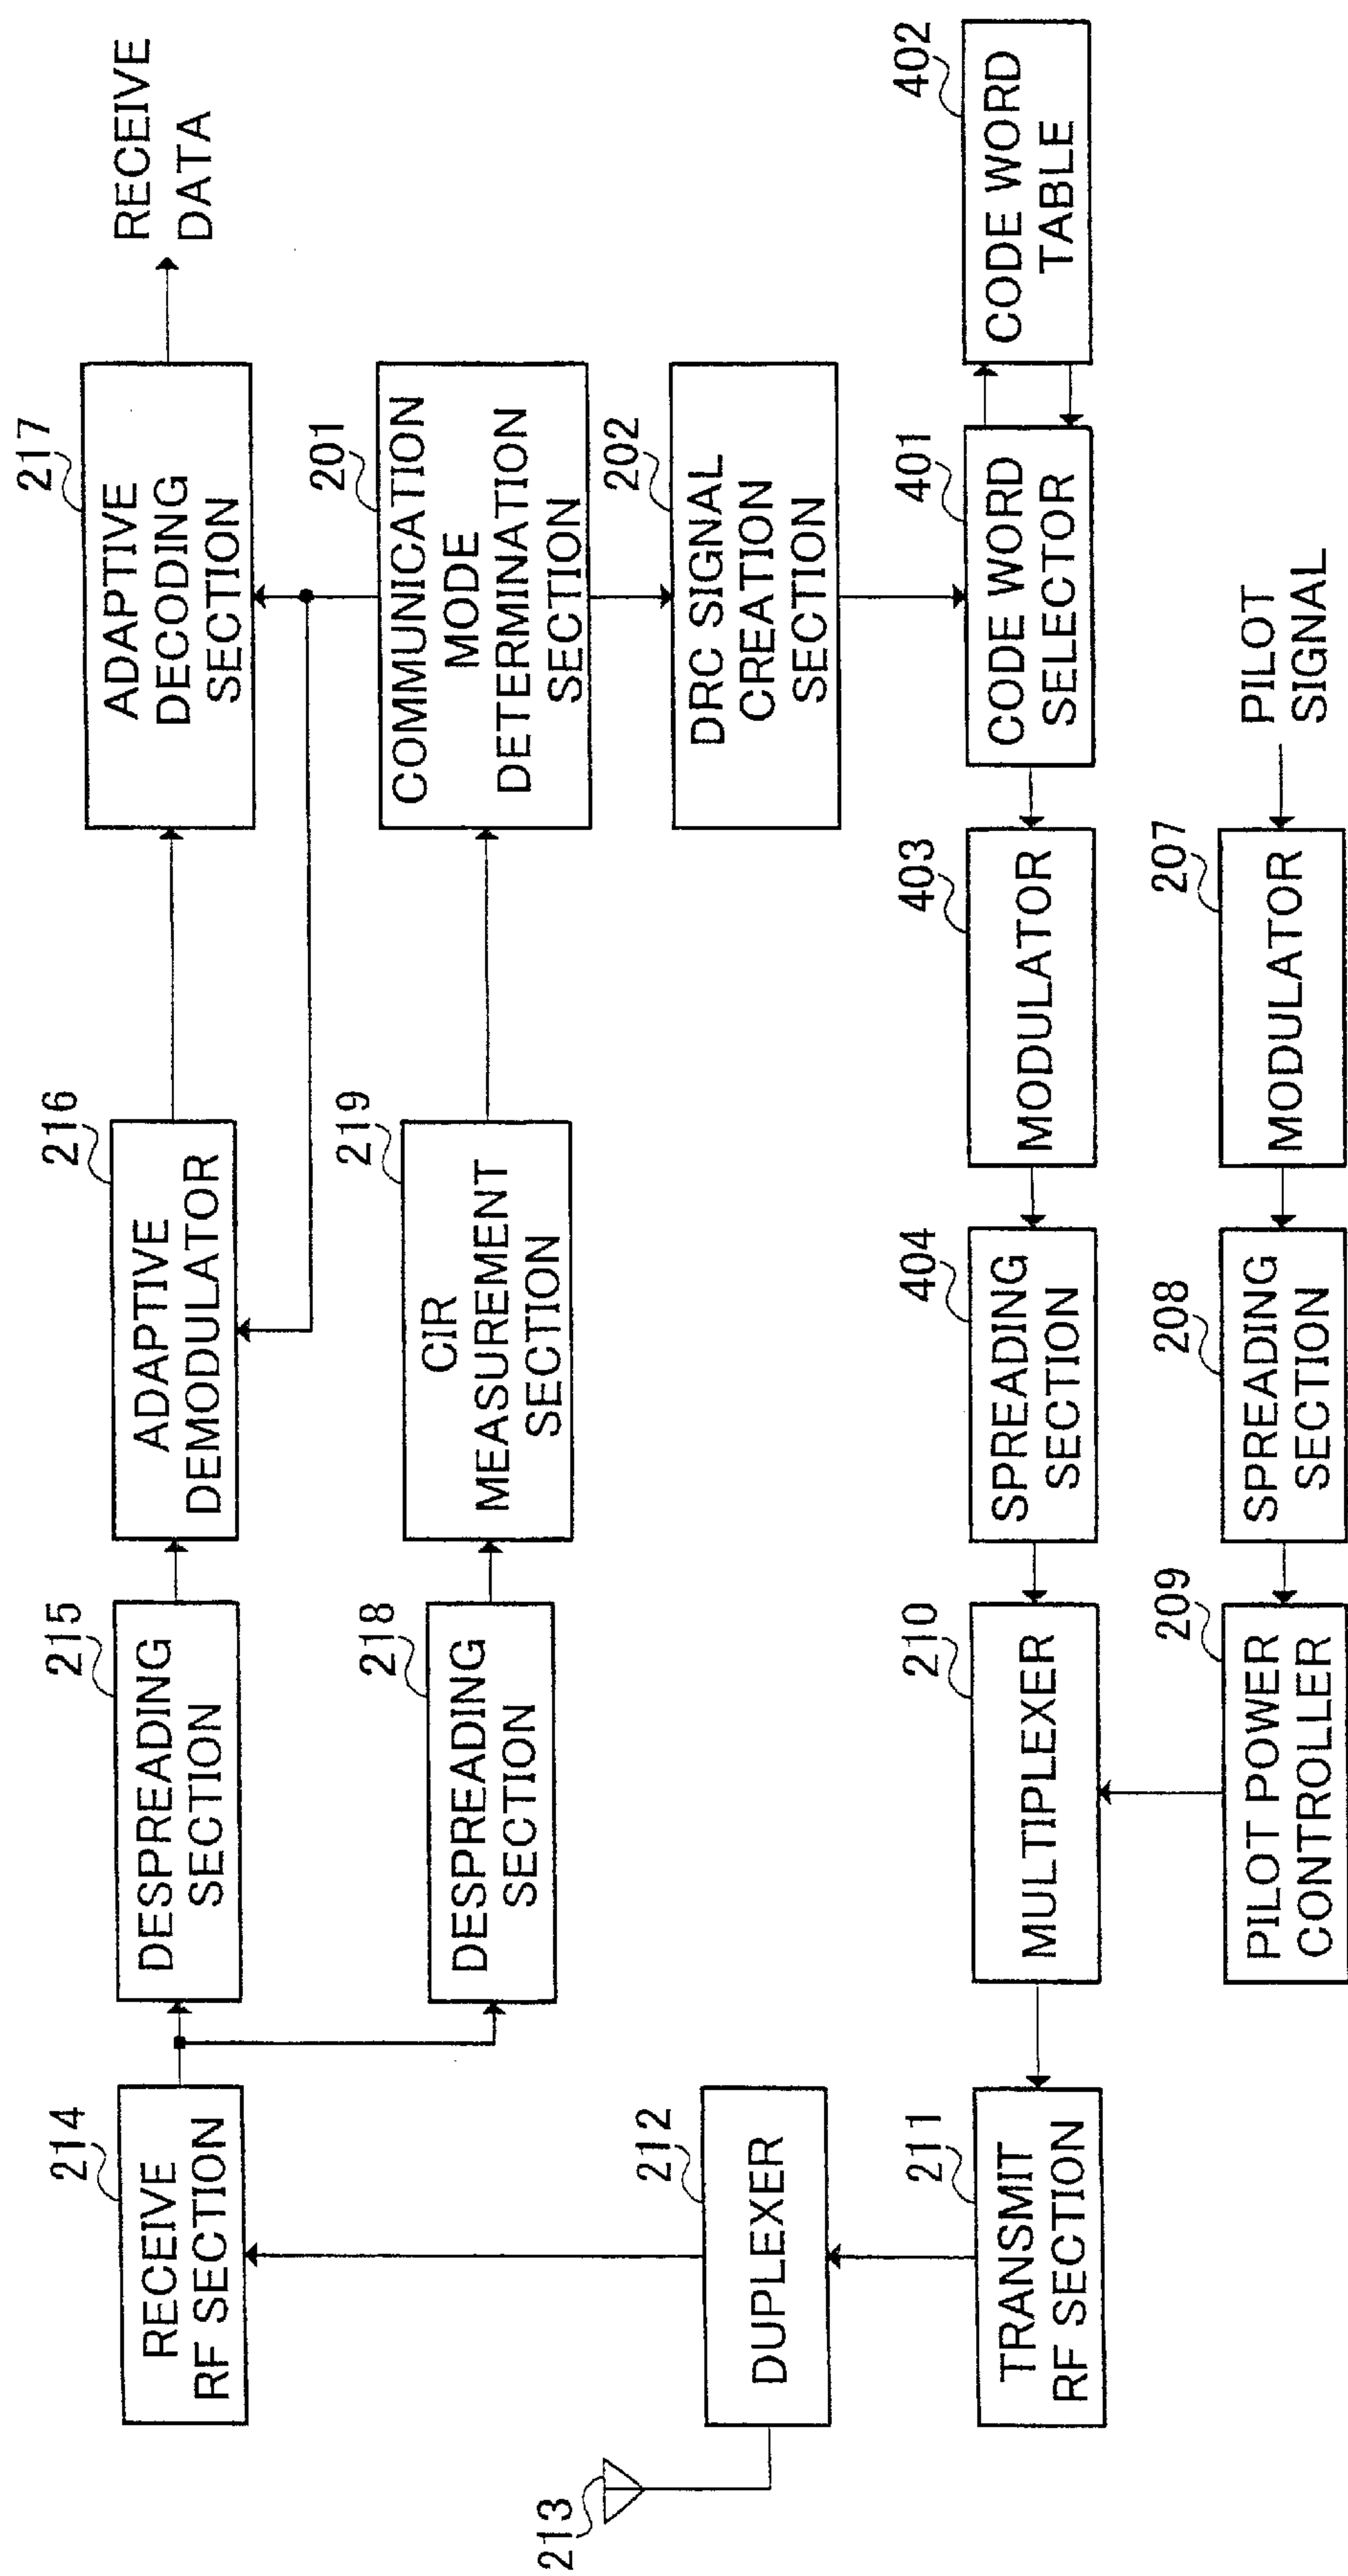 214
RECEIVE
RF SECTION
215
DESPREADING
SECTION
216
ADAPTIVE
DEMODULATOR
217
ADAPTIVE
DECODING
SECTION
RECEIVE
DATA
218
DESPREADING
SECTION
219
CIR
MEASUREMENT
SECTION
201
COMMUNICATION
MODE
DETERMINATION
SECTION
213
212
DUPLEXER
202
DRC SIGNAL
CREATION
SECTION
211
TRANSMIT
RF SECTION
210
MULTIPLEXER
404
SPREADING
SECTION
403
MODULATOR
401
CODE WORD
SELECTOR
402
CODE WORD
TABLE
209
PILOT POWER
CONTROLLER
208
SPREADING
SECTION
207
MODULATOR
PILOT
SIGNAL